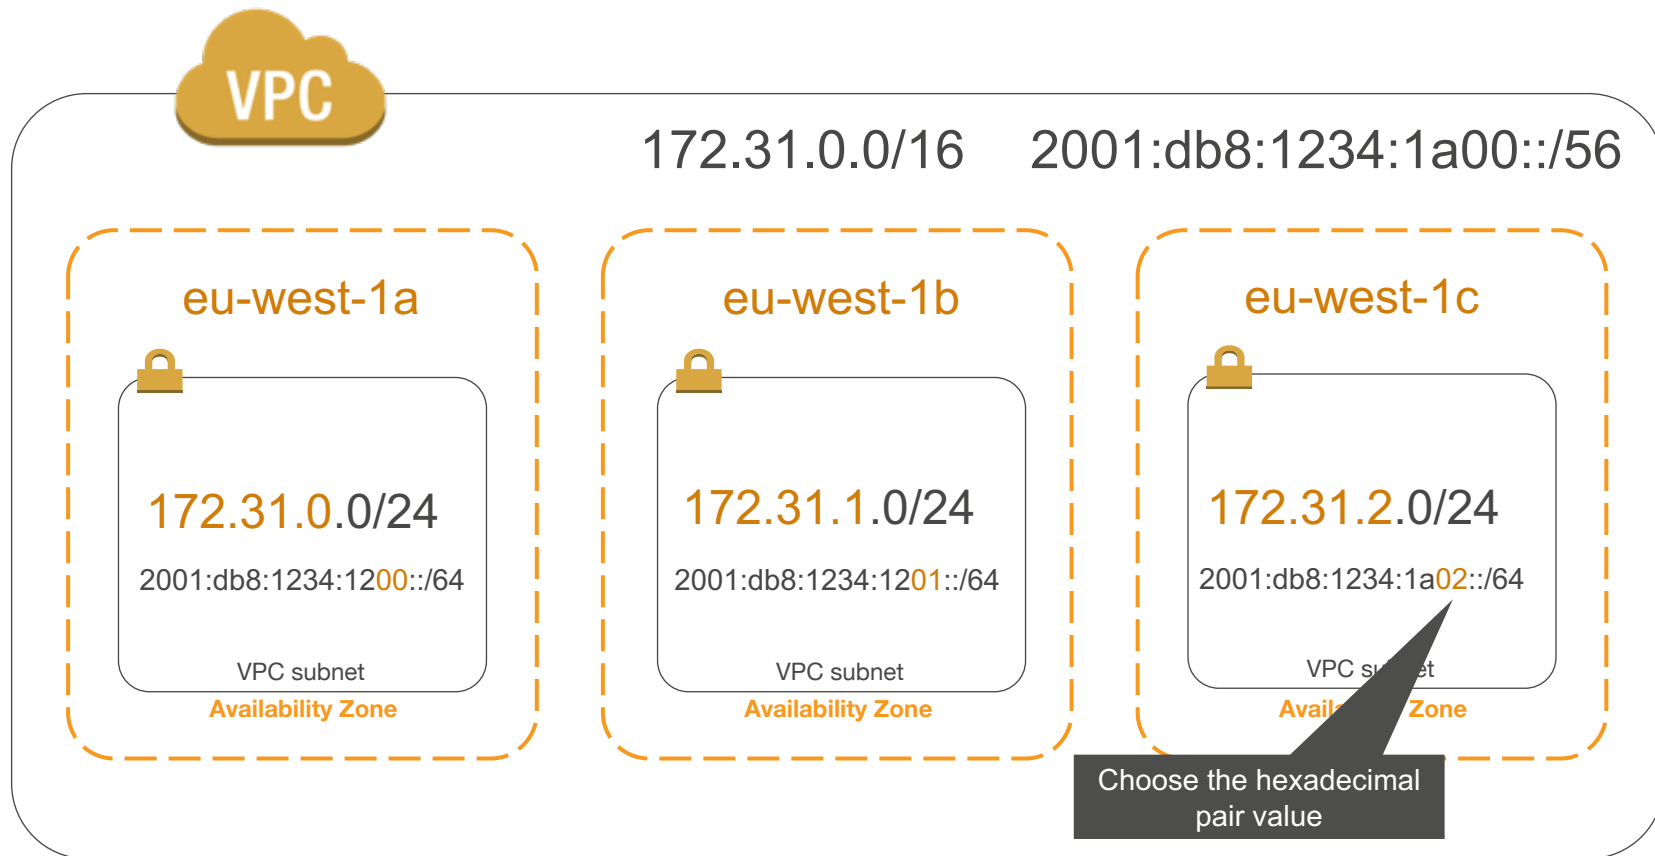 VPC
172.31.0.0/16 2001:db8:1234:1a00::/56
eu-west-1a
172.31.0.0/24
2001:db8:1234:1200::/64
VPC subnet
Availability Zone
eu-west-1b
172.31.1.0/24
2001:db8:1234:1201::/64
VPC subnet
Availability Zone
eu-west-1c
172.31.2.0/24
2001:db8:1234:1a02::/64
VPC
Zone
Choose the hexadecimal
pair value